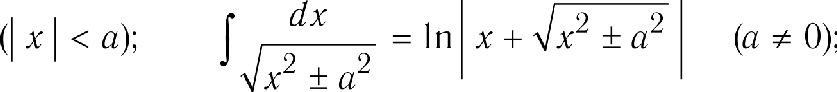 (| x | < a); ∫ dx / √(x² ± a²) = ln | x + √(x² ± a²) | (a ≠ 0);